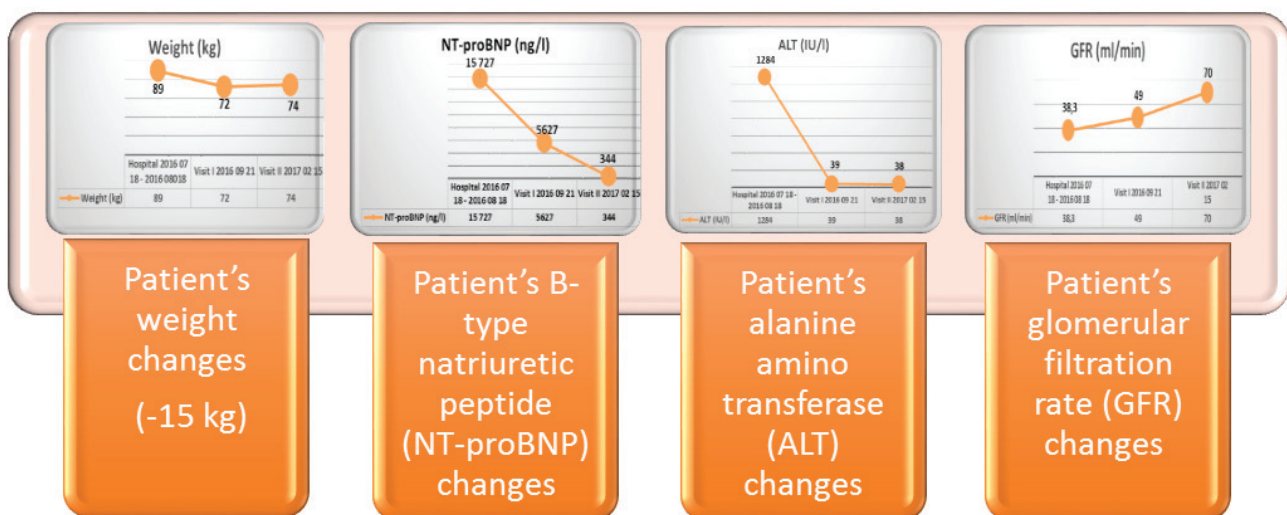 Weight (kg)
89
72
74
Hospital 2016 07
18 - 2016 08018
Visit I 2016 09 21
Visit II 2017 02 15
Weight (kg)
89
72
74
NT-proBNP (ng/l)
15 727
5627
344
Hospital 2016 07
18 - 2016 08 18
Visit I 2016 09 21
Visit II 2017 02 15
NT-proBNP (ng/l)
15 727
5627
344
ALT (IU/l)
1284
39
38
Hospital 2016 07 18 -
2016 08 18
Visit I 2016 09 21
Visit II 2017 02 15
ALT (IU/l)
1284
39
38
GFR (ml/min)
38,3
49
70
Hospital 2016 07
18 - 2016 08 18
Visit I 2016 09 21
Visit II 2017 02
15
GFR (ml/min)
38,3
49
70
Patient's
weight
changes
(-15 kg)
Patient's B-
type
natriuretic
peptide
(NT-proBNP)
changes
Patient's
alanine
amino
transferase
(ALT)
changes
Patient's
glomerular
filtration
rate (GFR)
changes